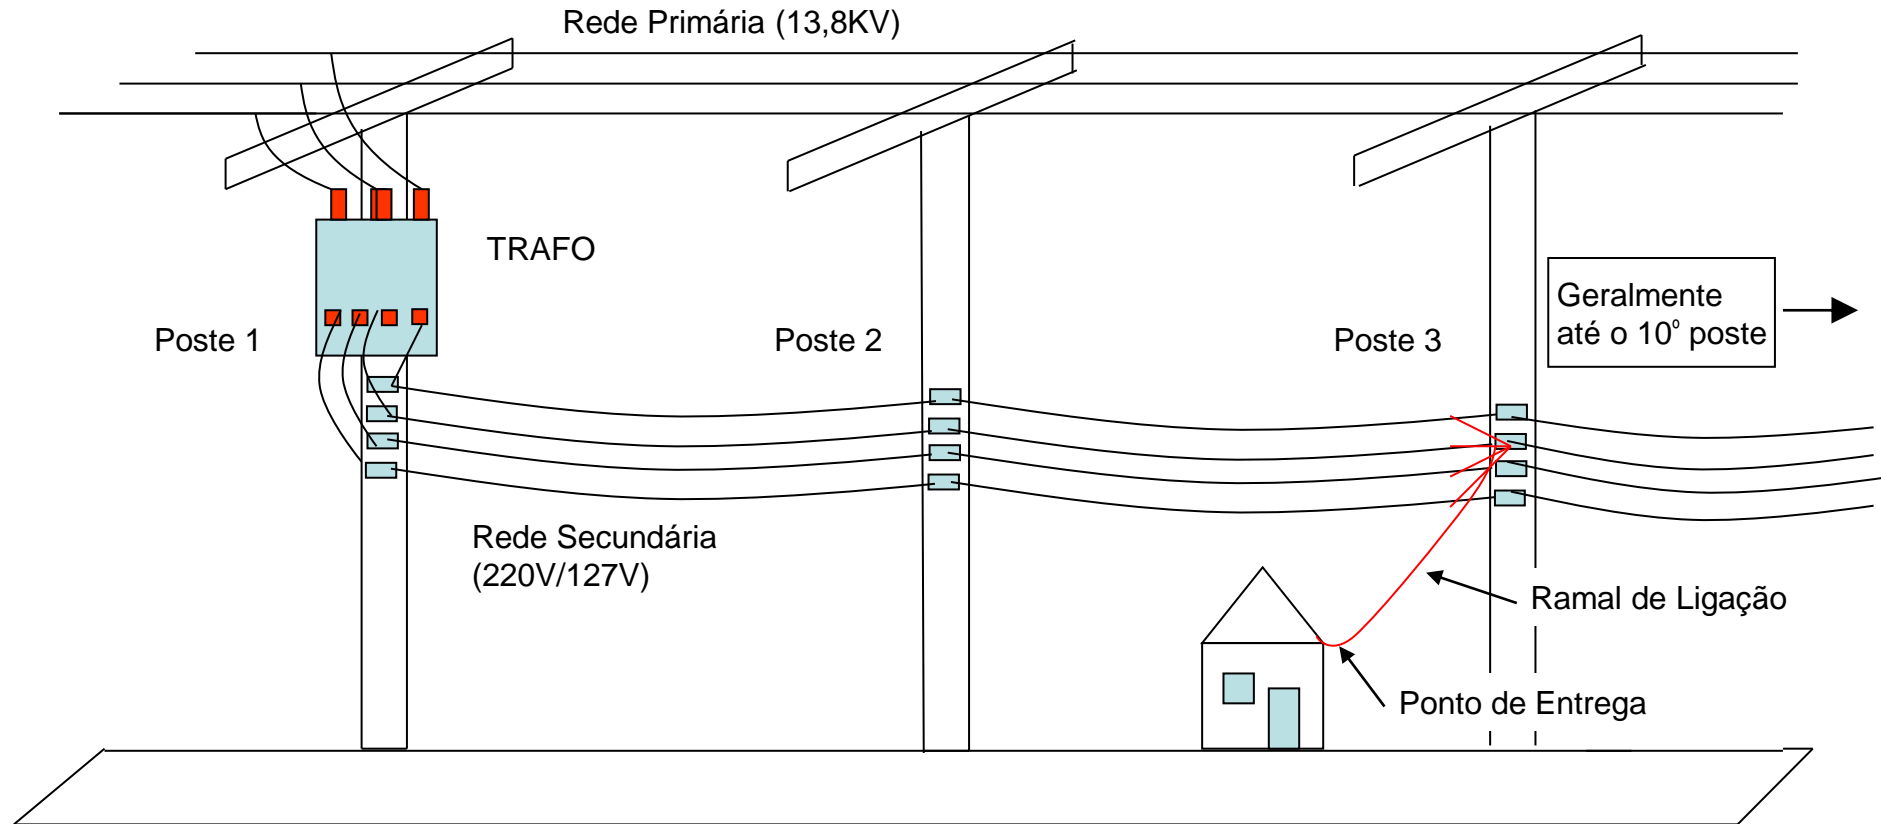 Rede Primária (13,8KV)
TRAFO
Poste 1
Poste 2
Poste 3
Geralmente
até o 10º poste
Rede Secundária
(220V/127V)
Ramal de Ligação
Ponto de Entrega